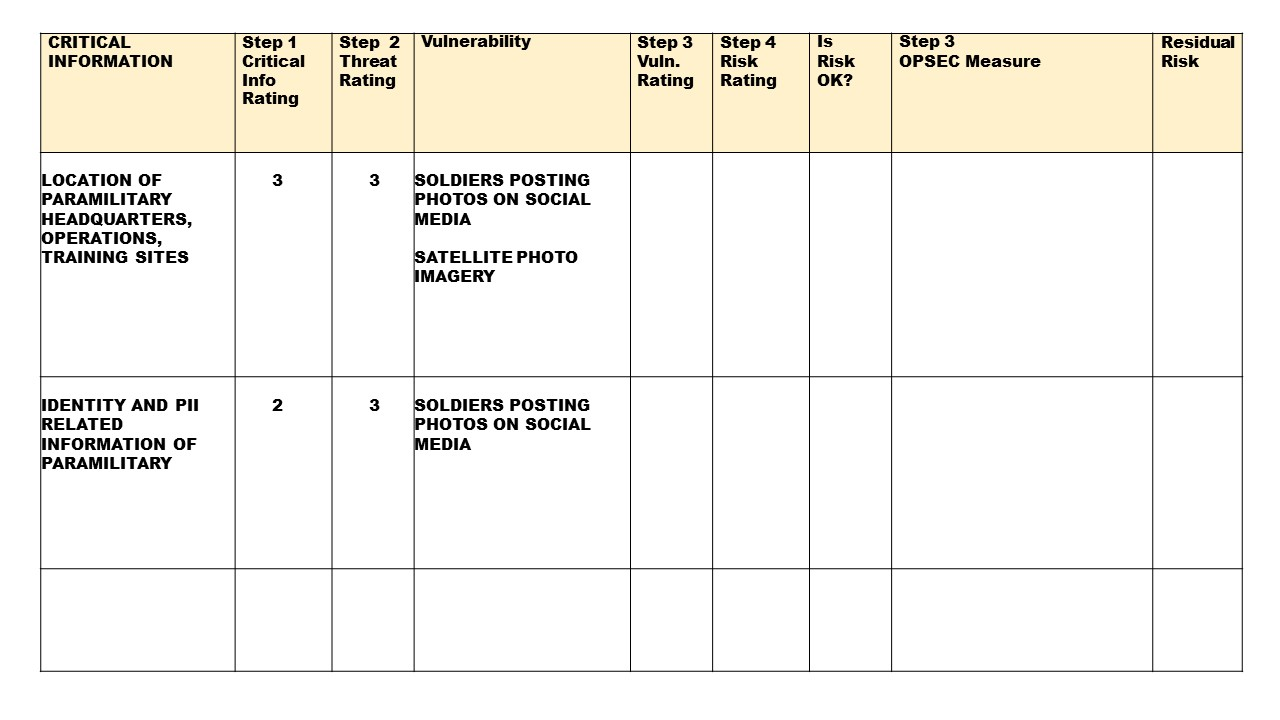 CRITICAL
INFORMATION
Step 1
Critical
Info
Rating
Step 2
Threat
Rating
Vulnerability
Step 3
Vuln.
Rating
Step 4
Risk
Rating
Is
Risk
OK?
Step 3
OPSEC Measure
Residual
Risk
LOCATION OF
PARAMILITARY
HEADQUARTERS,
OPERATIONS,
TRAINING SITES
3
3
SOLDIERS POSTING
PHOTOS ON SOCIAL
MEDIA
SATELLITE PHOTO
IMAGERY
IDENTITY AND PII
RELATED
INFORMATION OF
PARAMILITARY
2
3
SOLDIERS POSTING
PHOTOS ON SOCIAL
MEDIA